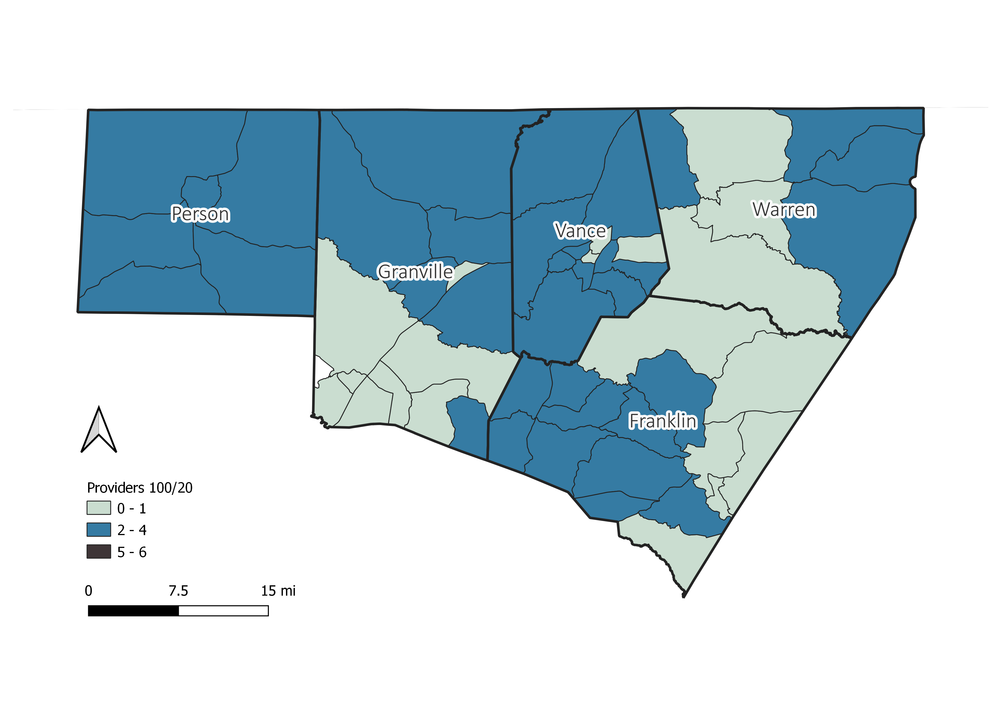 Person
Warren
Vance
Granville
Franklin
Providers 100/20
0 - 1
2 - 4
5 - 6
0 7.5 15 mi